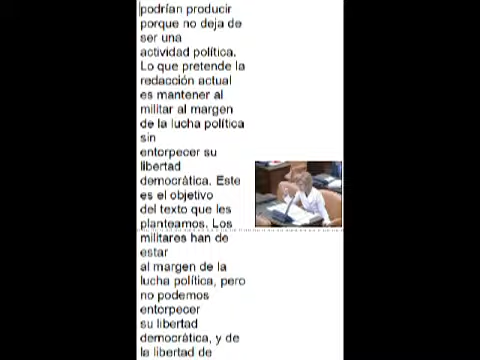 podrían producir
porque no deja de
ser una
actividad política.
Lo que pretende la
redacción actual
es mantener al
militar al margen
de la lucha política
sin
entorpecer su
libertad
democrática. Este
es el objetivo
del texto que les
planteamos. Los
militares han de
estar
al margen de la
lucha política, pero
no podemos
entorpecer
su libertad
democrática, y de
la libertad de